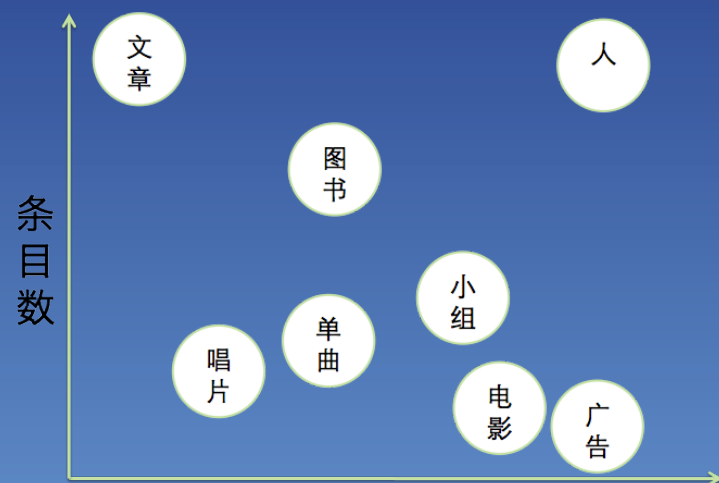 文
章
人
图
书
条
目
数
小
组
单
曲
唱
片
电
影
广
告